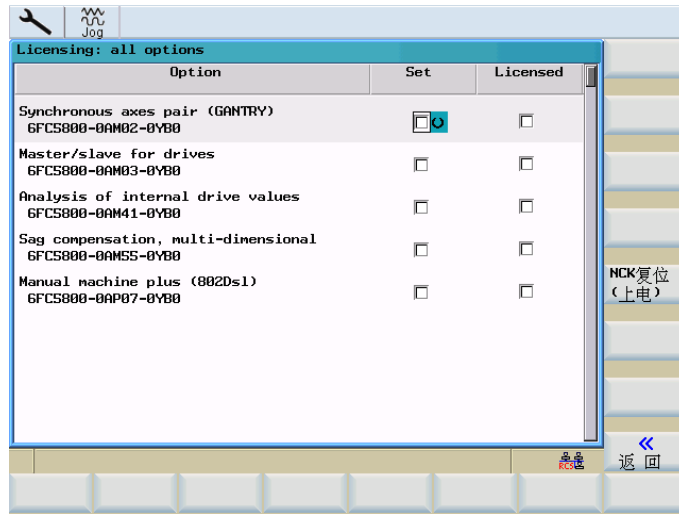 Jog
Licensing: all options
Option Set Licensed
Synchronous axes pair (GANTRY)
6FC5800-0AM02-0YB0
Master/slave for drives
6FC5800-0AM03-0YB0
Analysis of internal drive values
6FC5800-0AM41-0YB0
Sag compensation, multi-dimensional
6FC5800-0AM55-0YB0
Manual machine plus (802Dsl)
6FC5800-0AP07-0YB0
NCK复位
(上电)
RCS
返回